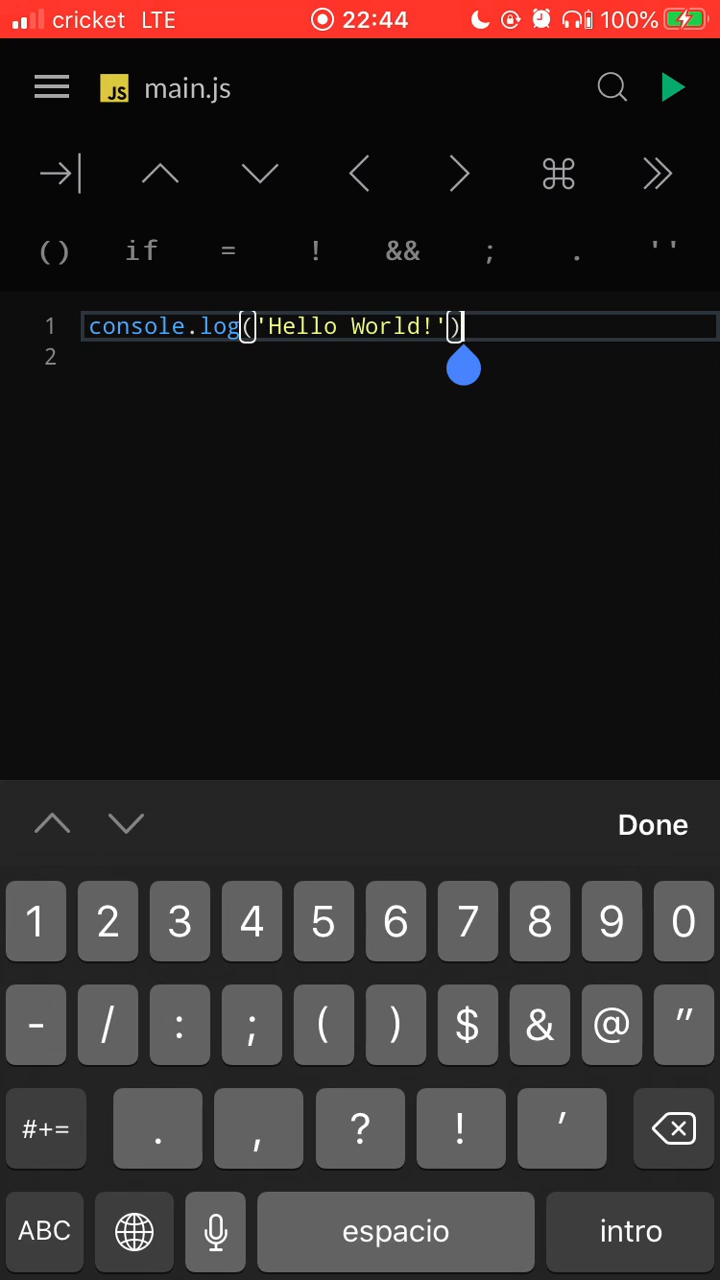 cricket LTE 22:44 100%
JS main.js
() if = ! && ; . ''
1 console.log('Hello World!')
2
Done
1 2 3 4 5 6 7 8 9 0
- / : ; ( ) $ & @ "
#+= . , ? ! '
ABC espacio intro